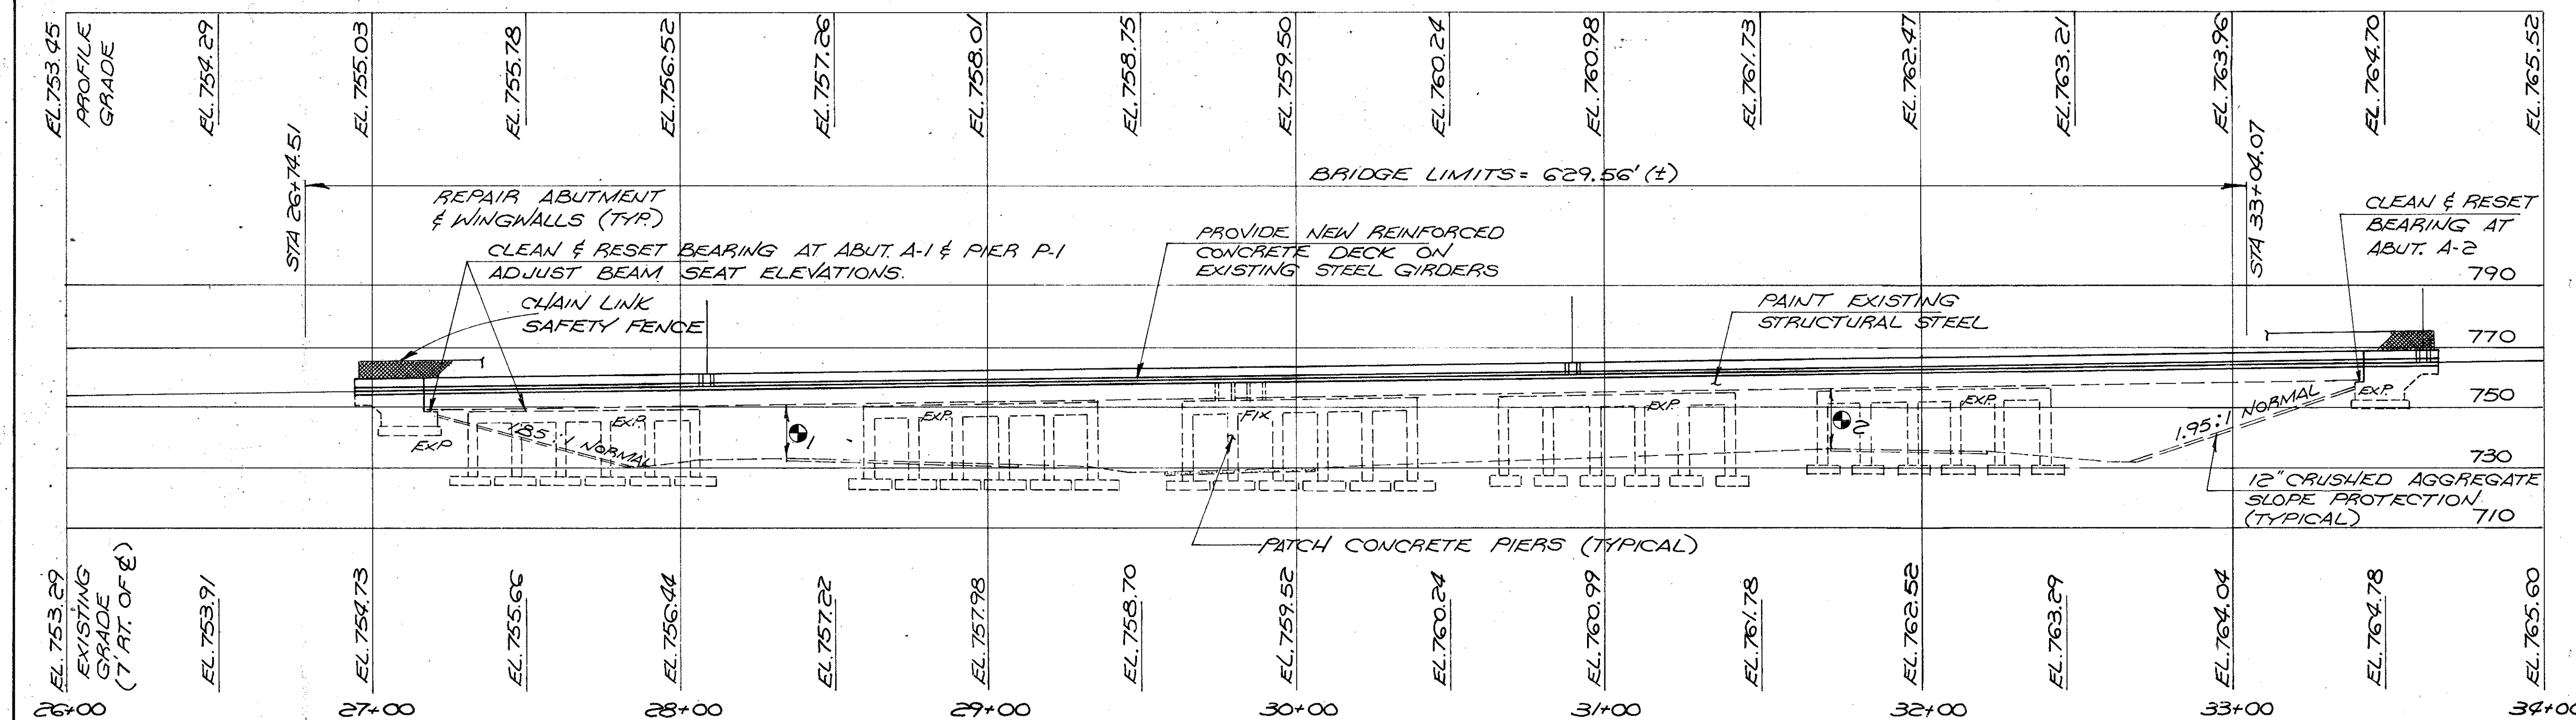 EL.753.45
PROFILE
GRADE
EL.754.29
EL.755.03
EL.755.78
EL.756.52
EL.757.26
EL.758.01
EL.758.75
EL.759.50
EL.760.24
EL.760.98
EL.761.73
EL.762.47
EL.763.21
EL.763.96
EL.764.70
EL.765.52
STA 26+74.51
BRIDGE LIMITS= 629.56' (±)
STA 33+04.07
REPAIR ABUTMENT
& WINGWALLS (TYP.)
CLEAN & RESET BEARING AT ABUT. A-1 & PIER P-1
ADJUST BEAM SEAT ELEVATIONS.
CHAIN LINK
SAFETY FENCE
PROVIDE NEW REINFORCED
CONCRETE DECK ON
EXISTING STEEL GIRDERS
PAINT EXISTING
STRUCTURAL STEEL
CLEAN & RESET
BEARING AT
ABUT. A-2
790
770
750
730
710
EXP
EXP.
EXP.
FIX
EXP.
EXP.
EXP.
1
2
1.85:1 NORMAL
1.95:1 NORMAL
12" CRUSHED AGGREGATE
SLOPE PROTECTION
(TYPICAL)
PATCH CONCRETE PIERS (TYPICAL)
EL.753.29
EXISTING
GRADE
(7' RT. OF ℄)
EL.753.91
EL.754.73
EL.755.66
EL.756.44
EL.757.22
EL.757.98
EL.758.70
EL.759.52
EL.760.24
EL.760.99
EL.761.78
EL.762.52
EL.763.29
EL.764.04
EL.764.78
EL.765.60
26+00
27+00
28+00
29+00
30+00
31+00
32+00
33+00
34+00